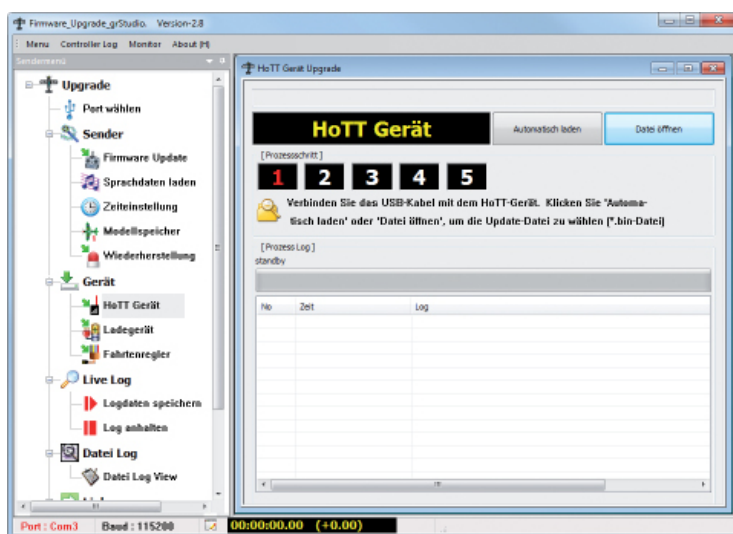 Firmware_Upgrade_grStudio. Version-2.8
Menu Controller Log Monitor About [H]
Sendermenü
Upgrade
Port wählen
Sender
Firmware Update
Sprachdaten laden
Zeiteinstellung
Modellspeicher
Wiederherstellung
Gerät
HoTT Gerät
Ladegerät
Fahrtenregler
Live Log
Logdaten speichern
Log anhalten
Datei Log
Datei Log View
HoTT Gerät Upgrade
HoTT Gerät
Automatisch laden
Datei öffnen
[Prozessschritt]
1 2 3 4 5
Verbinden Sie das USB-Kabel mit dem HoTT-Gerät. Klicken Sie 'Automa-
tisch laden' oder 'Datei öffnen', um die Update-Datei zu wählen (*.bin-Datei)
[Prozess Log]
standby
No Zeit Log
Port : Com3 Baud : 115200 00:00:00.00 (+0.00)